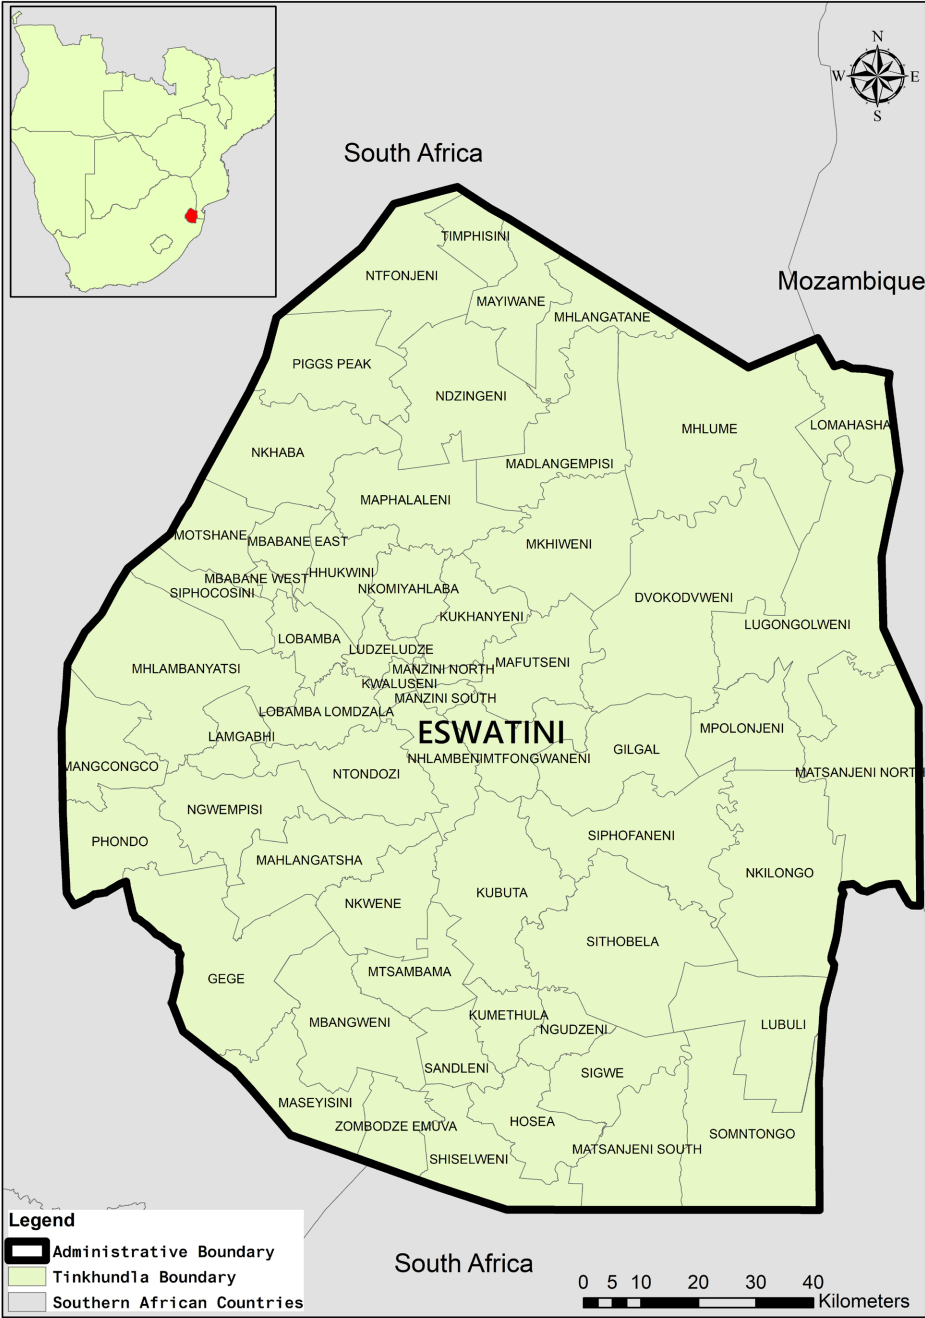 N
W E
S
South Africa
Mozambique
TIMPHISINI
NTFONJENI
MAYIWANE
MHLANGATANE
PIGGS PEAK
NDZINGENI
MHLUME
LOMAHASHA
NKHABA
MADLANGEMPISI
MAPHALALENI
MOTSHANE
MBABANE EAST
MKHIWENI
MBABANE WEST
HHUKWINI
NKOMIYAHLABA
SIPHOCOSINI
DVOKODVWENI
KUKHANYENI
LUGONGOLWENI
LOBAMBA
LUDZELUDZE
MAFUTSENI
MHLAMBANYATSI
MANZINI NORTH
KWALUSENI
MANZINI SOUTH
LOBAMBA LOMDZALA
MPOLONJENI
LAMGABHI
ESWATINI
GILGAL
NHLAMBENI
MTFONGWANENI
MANGCONGCO
NTONDOZI
MATSANJENI NORTH
NGWEMPISI
PHONDO
SIPHOFANENI
MAHLANGATSHA
NKILONGO
KUBUTA
NKWENE
SITHOBELA
GEGE
MTSAMBAMA
KUMETHULA
MBANGWENI
NGUDZENI
LUBULI
SANDLENI
SIGWE
MASEYISINI
HOSEA
ZOMBODZE EMUVA
SOMNTONGO
MATSANJENI SOUTH
SHISELWENI
South Africa
Legend
Administrative Boundary
Tinkhundla Boundary
Southern African Countries
0 5 10 20 30 40
Kilometers